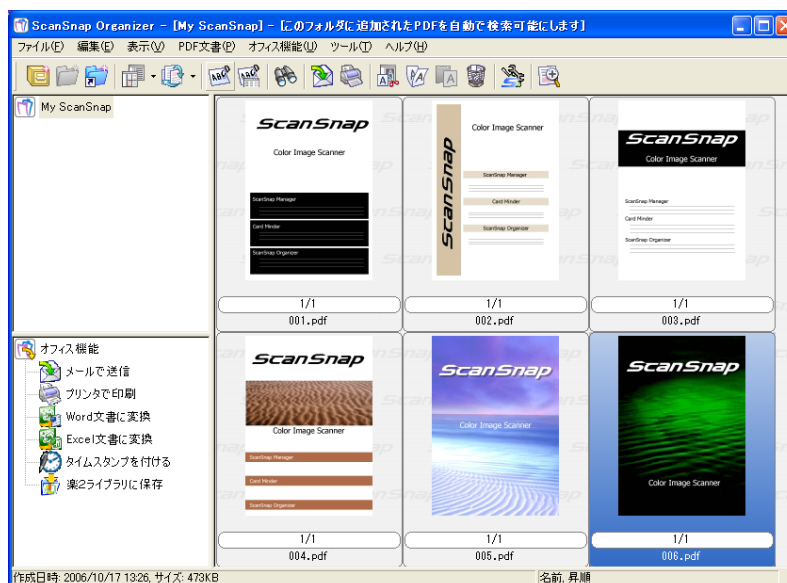 ScanSnap Organizer - [My ScanSnap] - [このフォルダに追加されたPDFを自動で検索可能にします]
ファイル(F) 編集(E) 表示(V) PDF文書(P) オフィス機能(U) ツール(T) ヘルプ(H)
My ScanSnap
ScanSnap
Color Image Scanner
ScanSnap Manager
Card Minder
ScanSnap Organizer
1/1
001.pdf
ScanSnap
Color Image Scanner
ScanSnap Manager
Card Minder
ScanSnap Organizer
1/1
002.pdf
ScanSnap
Color Image Scanner
ScanSnap Manager
Card Minder
ScanSnap Organizer
1/1
003.pdf
オフィス機能
メールで送信
プリンタで印刷
Word文書に変換
Excel文書に変換
タイムスタンプを付ける
楽2ライブラリに保存
ScanSnap
Color Image Scanner
ScanSnap Manager
Card Minder
ScanSnap Organizer
1/1
004.pdf
ScanSnap
Color Image Scanner
1/1
005.pdf
ScanSnap
Color Image Scanner
1/1
006.pdf
作成日時: 2006/10/17 13:26, サイズ: 473KB
名前, 昇順